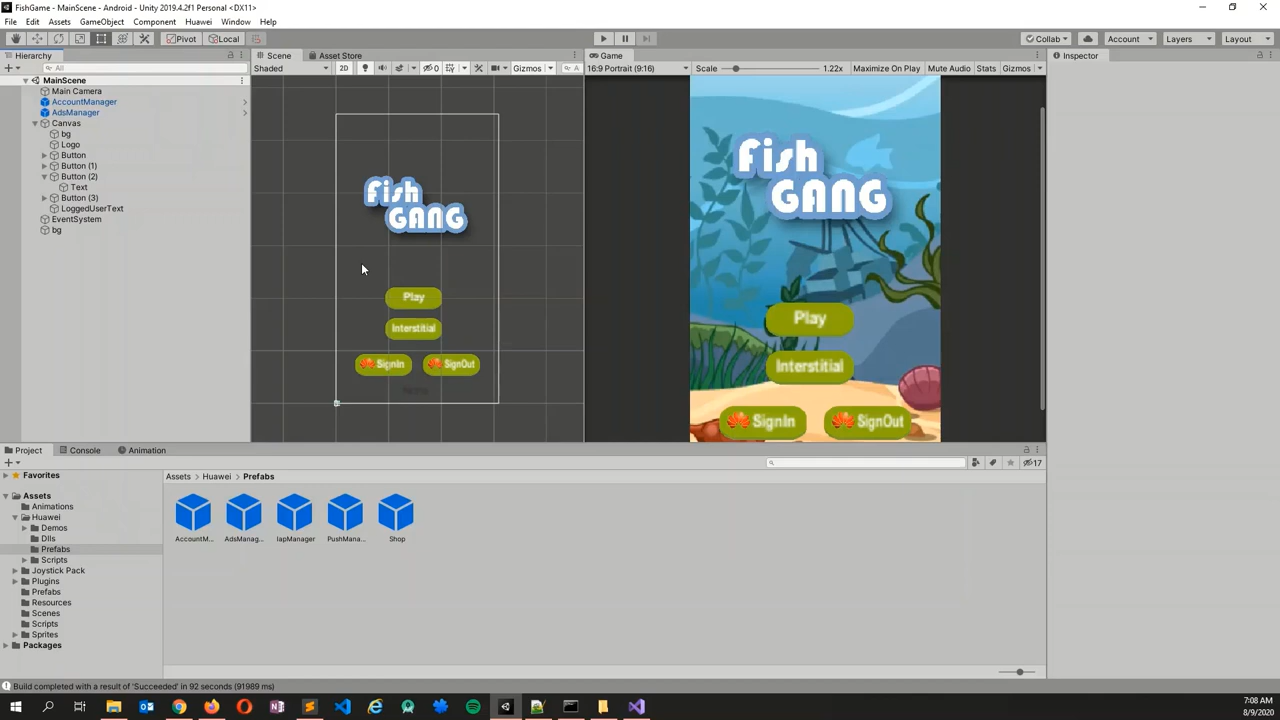 FishGame - MainScene - Android - Unity 2019.4.2f1 Personal <DX11>
File Edit Assets GameObject Component Huawei Window Help
Pivot Local Collab Account Layers Layout
Hierarchy Scene Asset Store Game Inspector
All Shaded 2D 0 Gizmos A 16:9 Portrait (9:16) Scale 1.22x Maximize On Play Mute Audio Stats Gizmos
MainScene
Main Camera
AccountManager
AdsManager
Canvas
bg
Logo
Button
Button (1)
Button (2)
Text
Button (3)
LoggedUserText
EventSystem
bg
Fish
GANG
Play
Interstitial
SignIn SignOut
Fish
GANG
Play
Interstitial
SignIn SignOut
Project Console Animation
17
Favorites
Assets
Animations
Huawei
Demos
Dlls
Prefabs
Scripts
Joystick Pack
Plugins
Prefabs
Resources
Scenes
Scripts
Sprites
Packages
Assets > Huawei > Prefabs
AccountM... AdsManag... IapManager PushMana... Shop
Build completed with a result of 'Succeeded' in 92 seconds (91989 ms)
7:08 AM
8/9/2020